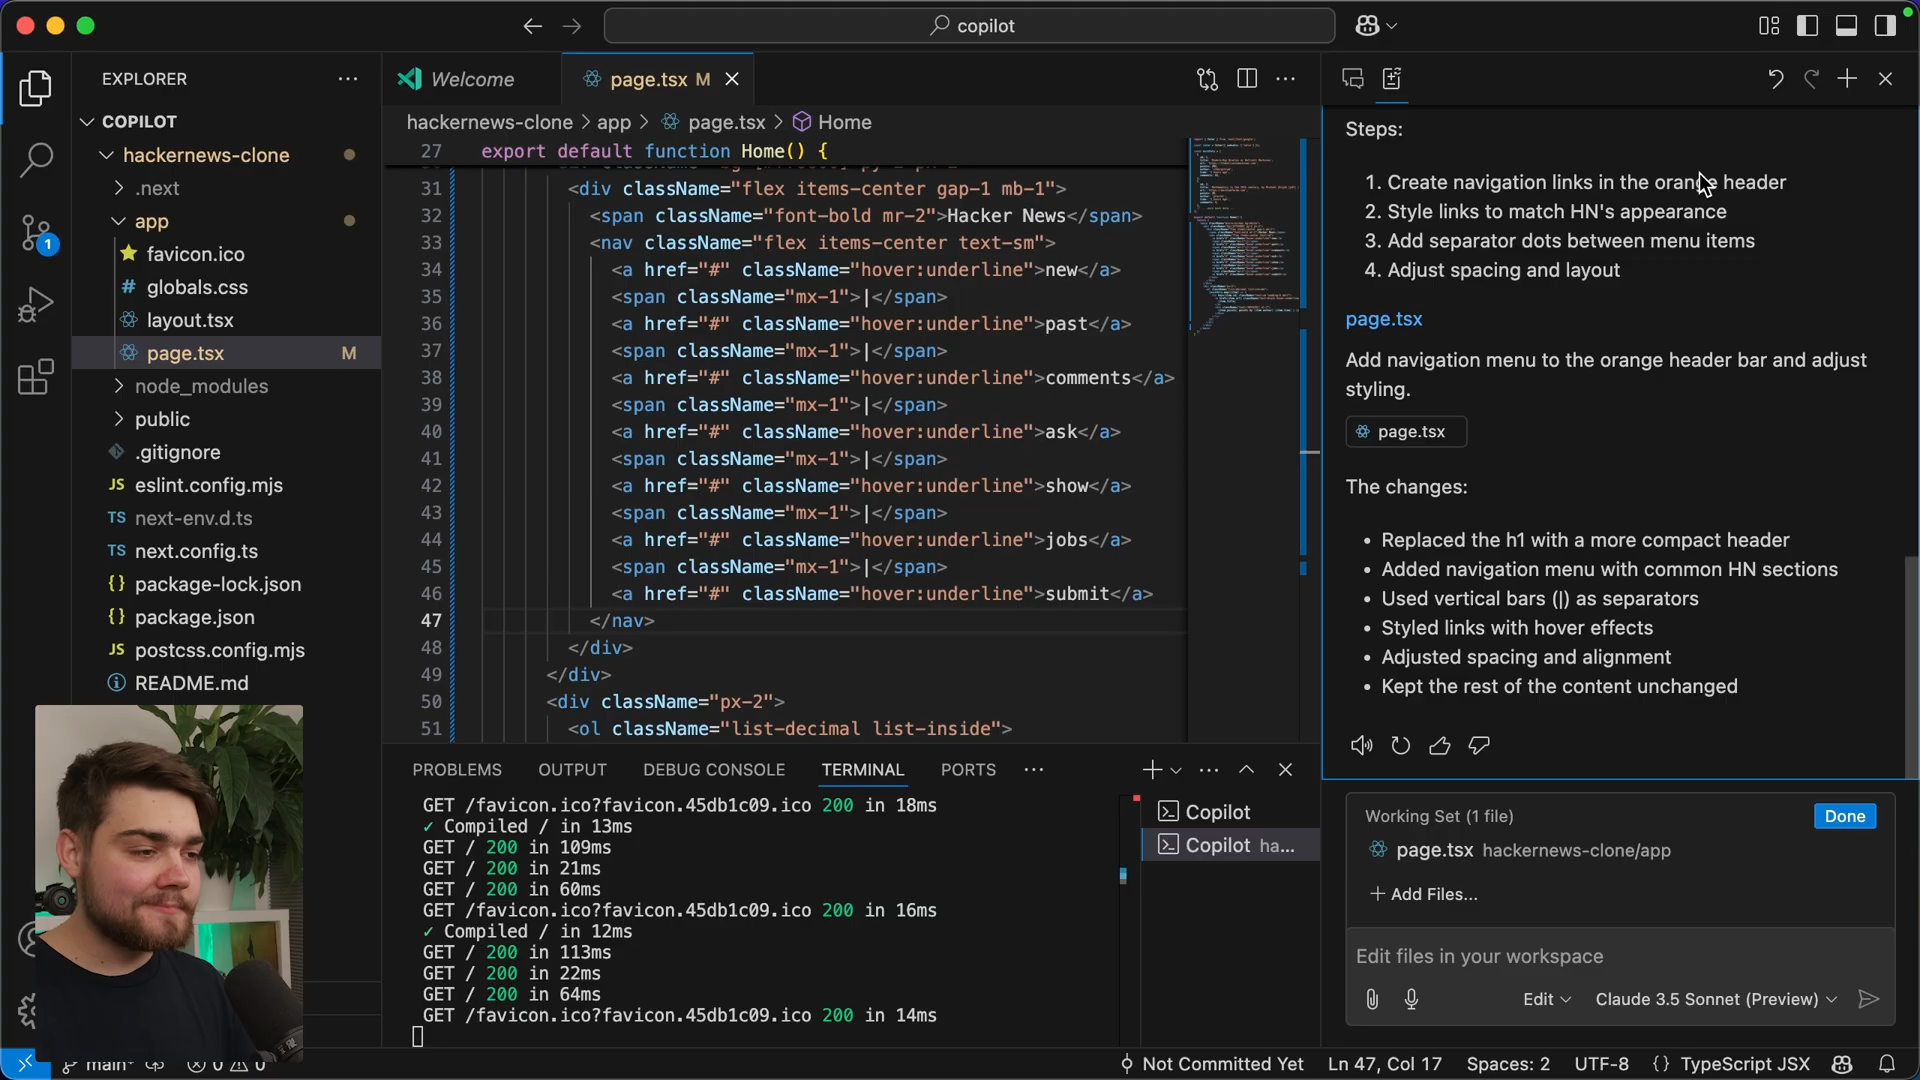 copilot
EXPLORER
COPILOT
hackernews-clone
.next
app
favicon.ico
# globals.css
layout.tsx
page.tsx M
node_modules
public
.gitignore
JS eslint.config.mjs
TS next-env.d.ts
TS next.config.ts
{} package-lock.json
{} package.json
JS postcss.config.mjs
README.md
1
Welcome
page.tsx M
hackernews-clone > app > page.tsx > Home
27 export default function Home() {
31 <div className="flex items-center gap-1 mb-1">
32 <span className="font-bold mr-2">Hacker News</span>
33 <nav className="flex items-center text-sm">
34 <a href="#" className="hover:underline">new</a>
35 <span className="mx-1">|</span>
36 <a href="#" className="hover:underline">past</a>
37 <span className="mx-1">|</span>
38 <a href="#" className="hover:underline">comments</a>
39 <span className="mx-1">|</span>
40 <a href="#" className="hover:underline">ask</a>
41 <span className="mx-1">|</span>
42 <a href="#" className="hover:underline">show</a>
43 <span className="mx-1">|</span>
44 <a href="#" className="hover:underline">jobs</a>
45 <span className="mx-1">|</span>
46 <a href="#" className="hover:underline">submit</a>
47 </nav>
48 </div>
49 </div>
50 <div className="px-2">
51 <ol className="list-decimal list-inside">
PROBLEMS OUTPUT DEBUG CONSOLE TERMINAL PORTS
GET /favicon.ico?favicon.45db1c09.ico 200 in 18ms
✓ Compiled / in 13ms
GET / 200 in 109ms
GET / 200 in 21ms
GET / 200 in 60ms
GET /favicon.ico?favicon.45db1c09.ico 200 in 16ms
✓ Compiled / in 12ms
GET / 200 in 113ms
GET / 200 in 22ms
GET / 200 in 64ms
GET /favicon.ico?favicon.45db1c09.ico 200 in 14ms
Copilot
Copilot ha...
Steps:
1. Create navigation links in the orange header
2. Style links to match HN's appearance
3. Add separator dots between menu items
4. Adjust spacing and layout
page.tsx
Add navigation menu to the orange header bar and adjust
styling.
page.tsx
The changes:
• Replaced the h1 with a more compact header
• Added navigation menu with common HN sections
• Used vertical bars (|) as separators
• Styled links with hover effects
• Adjusted spacing and alignment
• Kept the rest of the content unchanged
Working Set (1 file)
Done
page.tsx hackernews-clone/app
+ Add Files...
Edit files in your workspace
Edit
Claude 3.5 Sonnet (Preview)
main*
0
0
Not Committed Yet
Ln 47, Col 17
Spaces: 2
UTF-8
{} TypeScript JSX